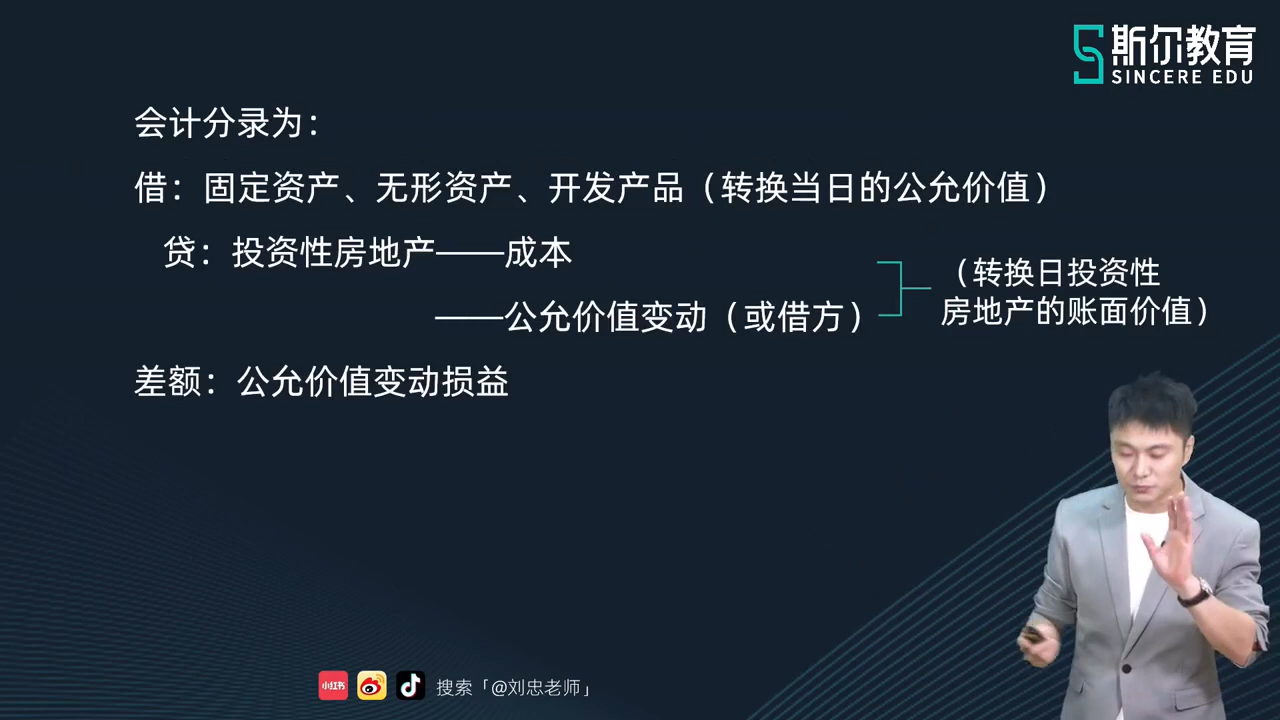 斯尔教育
SINCERE EDU
会计分录为：
借：固定资产、无形资产、开发产品（转换当日的公允价值）
贷：投资性房地产——成本
——公允价值变动（或借方）
（转换日投资性
房地产的账面价值）
差额：公允价值变动损益
小红书
搜索「@刘忠老师」